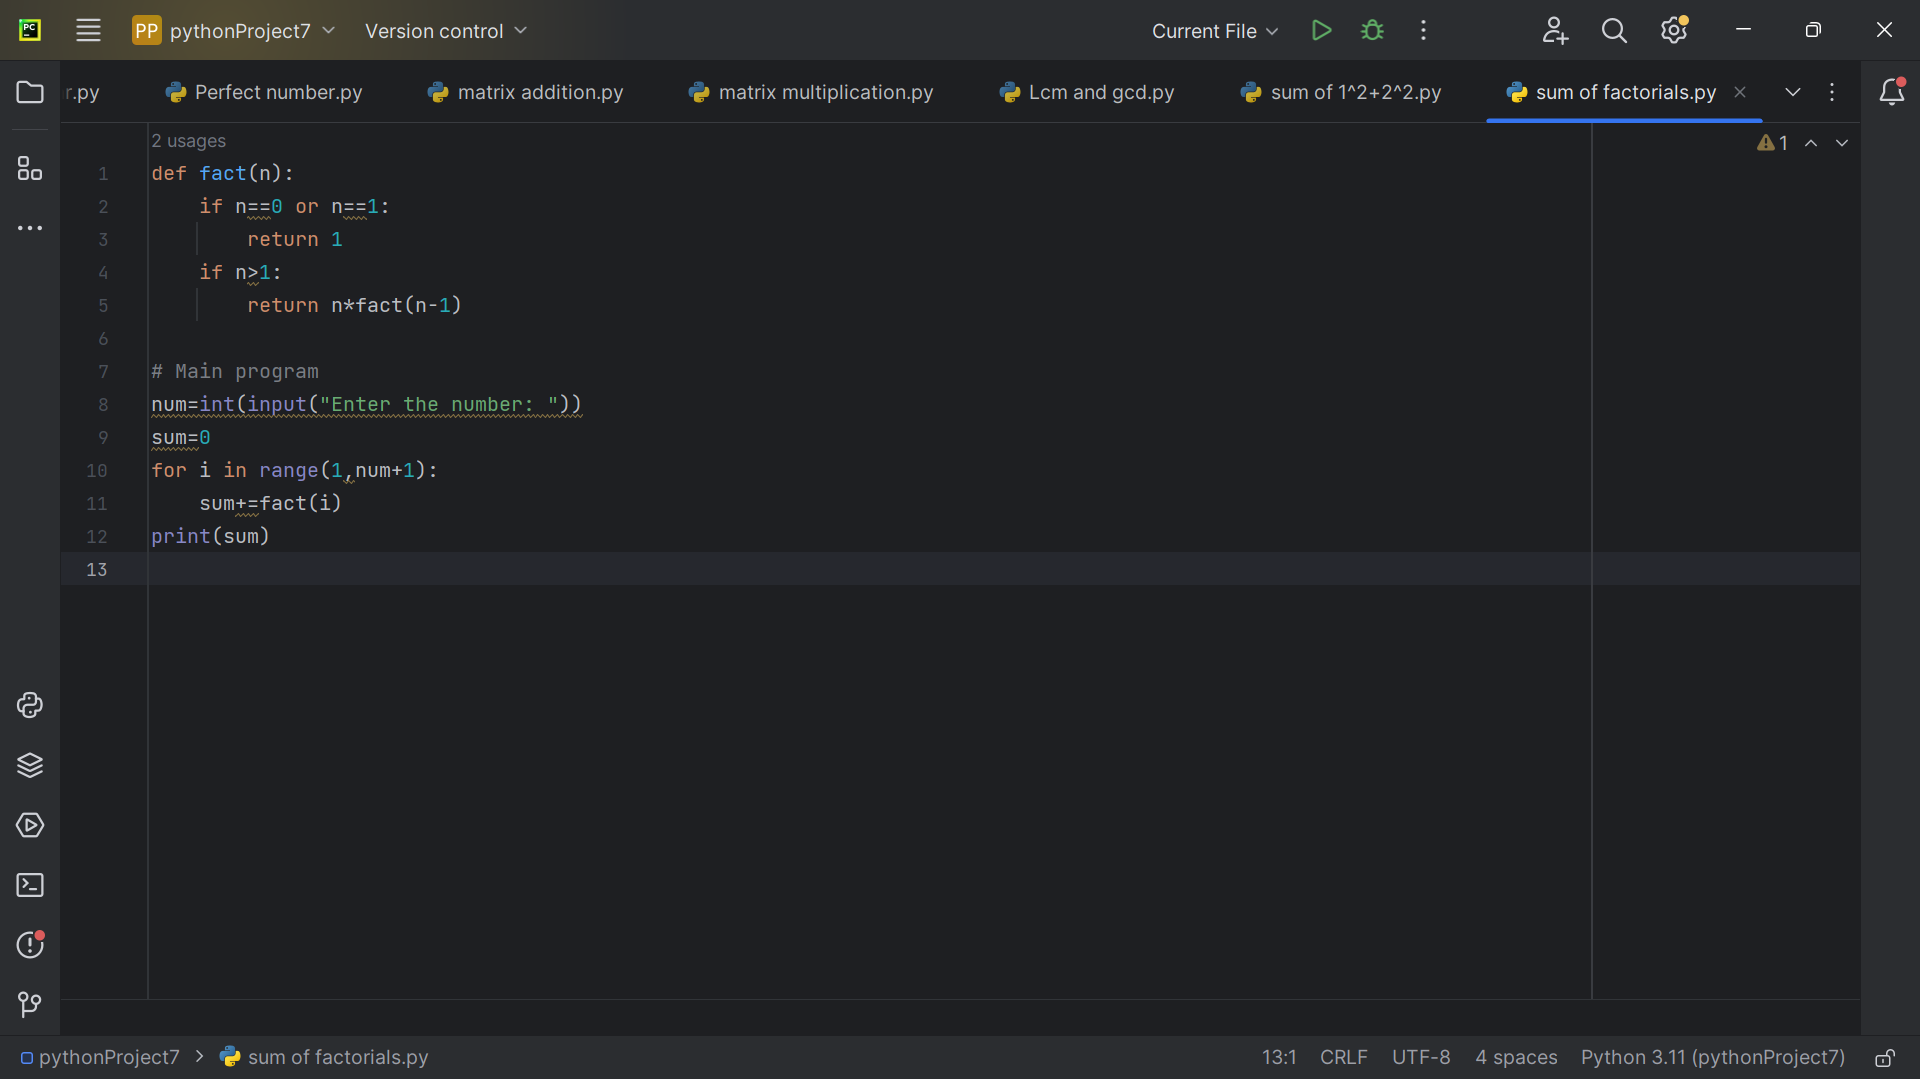 PC
PP pythonProject7 Version control Current File
r.py Perfect number.py matrix addition.py matrix multiplication.py Lcm and gcd.py sum of 1^2+2^2.py sum of factorials.py
2 usages 1
1 def fact(n):
2 if n==0 or n==1:
3 return 1
4 if n>1:
5 return n*fact(n-1)
6
7 # Main program
8 num=int(input("Enter the number: "))
9 sum=0
10 for i in range(1,num+1):
11 sum+=fact(i)
12 print(sum)
13
pythonProject7 > sum of factorials.py 13:1 CRLF UTF-8 4 spaces Python 3.11 (pythonProject7)